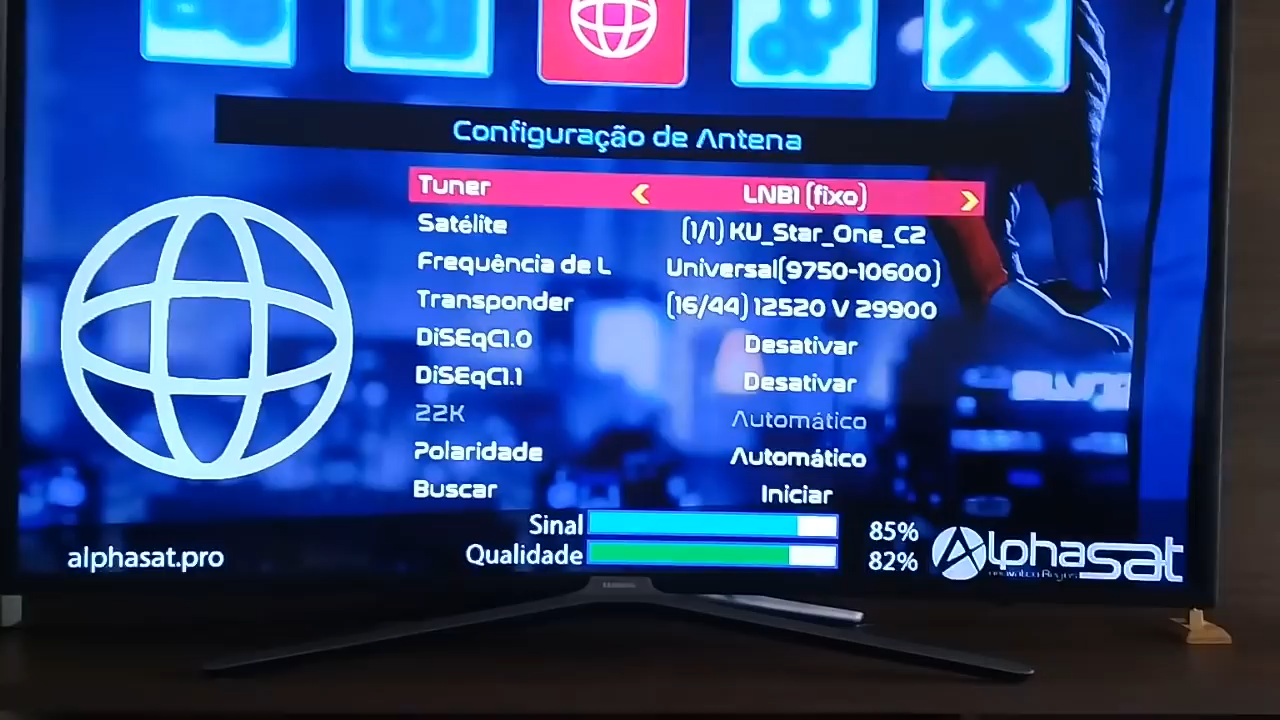 Configuração de Antena
Tuner LNB1 (fixo)
Satélite (1/1) KU_Star_One_C2
Frequência de L Universal(9750-10600)
Transponder (16/44) 12520 V 29900
DiSEqC1.0 Desativar
DiSEqC1.1 Desativar
22K Automático
Polaridade Automático
Buscar Iniciar
Sinal 85%
Qualidade 82%
alphasat.pro
Alphasat
SAMSUNG